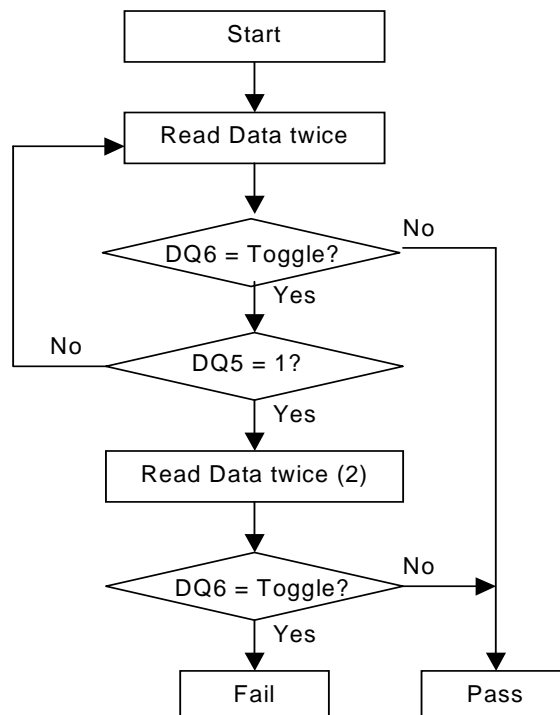 Start
Read Data twice
No
DQ6 = Toggle?
Yes
No
DQ5 = 1?
Yes
Read Data twice (2)
No
DQ6 = Toggle?
Yes
Fail
Pass